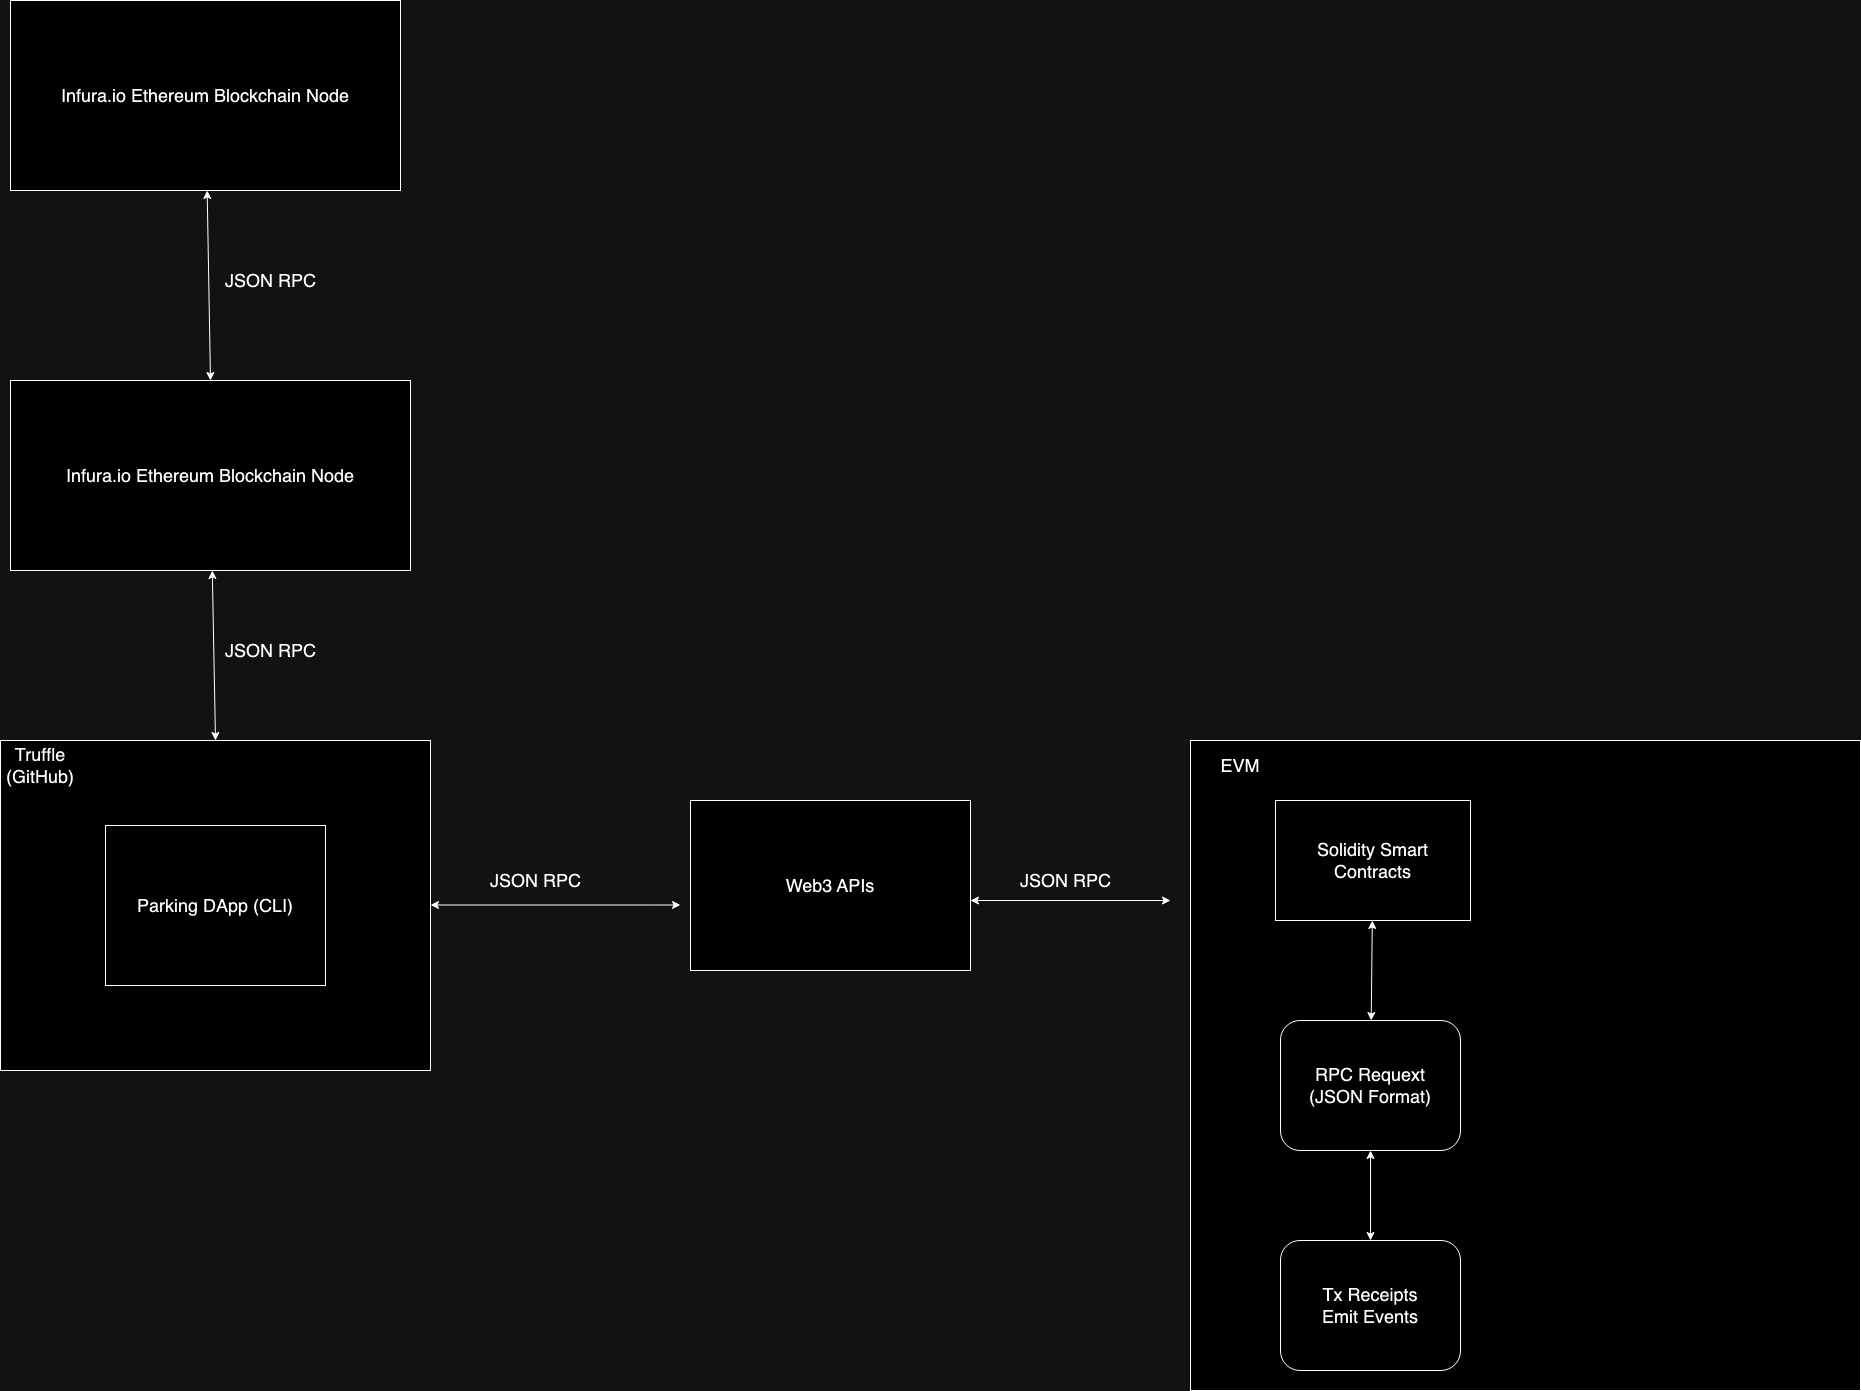 Infura.io Ethereum Blockchain Node
JSON RPC
Infura.io Ethereum Blockchain Node
JSON RPC
Truffle
(GitHub)
Parking DApp (CLI)
JSON RPC
Web3 APIs
JSON RPC
EVM
Solidity Smart
Contracts
RPC Requext
(JSON Format)
Tx Receipts
Emit Events